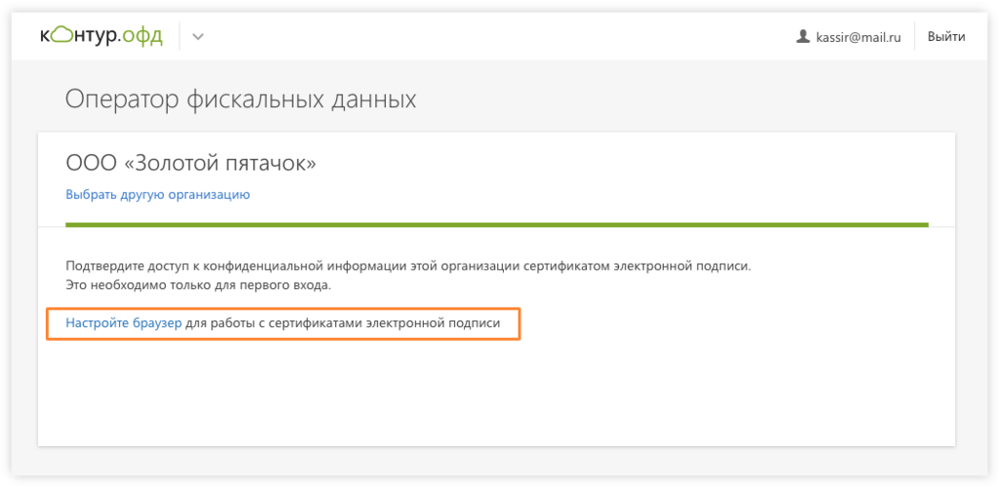 контур.офд
kassir@mail.ru
Выйти
Оператор фискальных данных
ООО «Золотой пятачок»
Выбрать другую организацию
Подтвердите доступ к конфиденциальной информации этой организации сертификатом электронной подписи.
Это необходимо только для первого входа.
Настройте браузер для работы с сертификатами электронной подписи